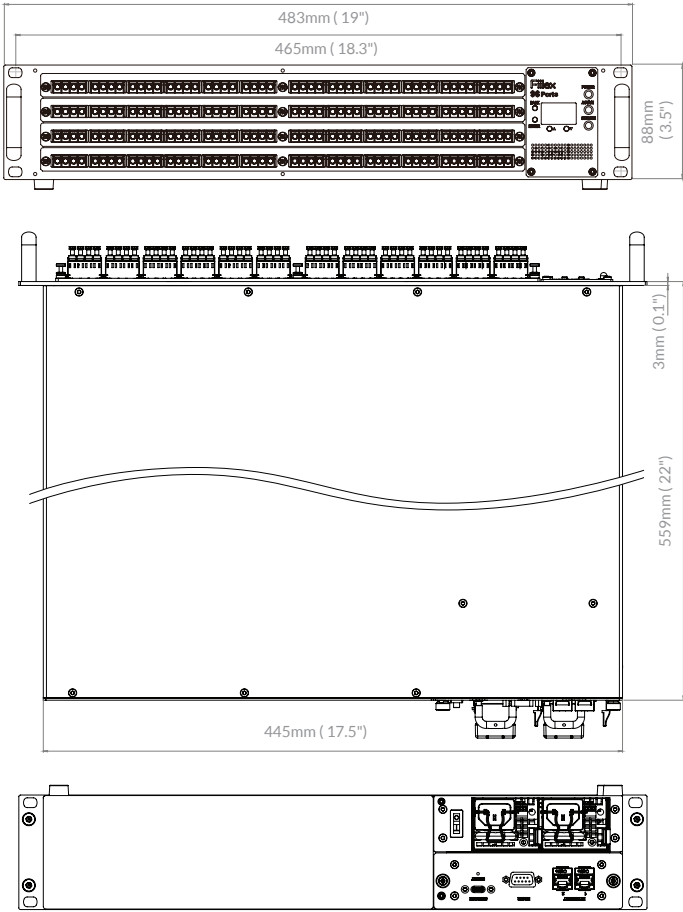 483mm ( 19")
465mm ( 18.3")
96 Ports
88mm
( 3.5")
3mm ( 0.1")
559mm ( 22")
445mm ( 17.5")